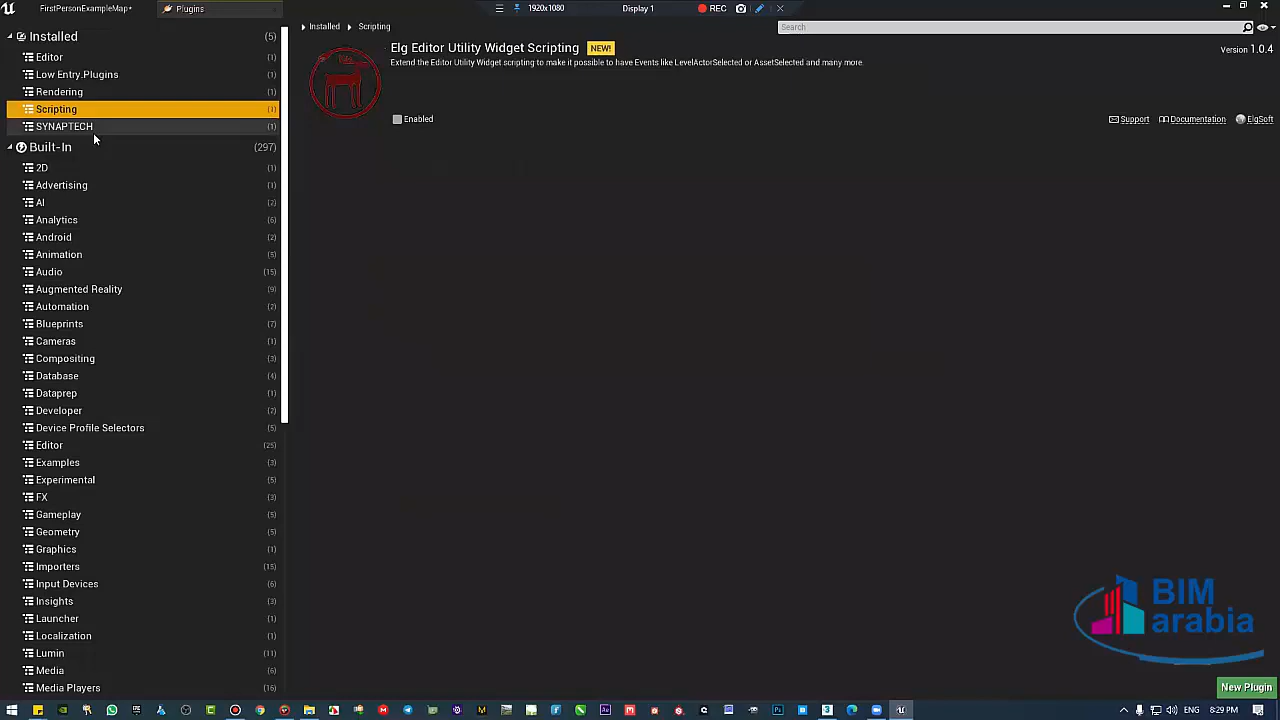 FirstPersonExampleMap*
Plugins
1920x1080
Display 1
REC
Installed (5)
Editor (1)
Low Entry.Plugins (1)
Rendering (1)
Scripting (1)
SYNAPTECH (1)
Built-In (297)
2D (1)
Advertising (1)
AI (2)
Analytics (6)
Android (2)
Animation (5)
Audio (15)
Augmented Reality (9)
Automation (2)
Blueprints (7)
Cameras (1)
Compositing (3)
Database (4)
Dataprep (1)
Developer (2)
Device Profile Selectors (5)
Editor (25)
Examples (3)
Experimental (5)
FX (5)
Gameplay (5)
Geometry (5)
Graphics (1)
Importers (15)
Input Devices (6)
Insights (3)
Launcher (1)
Localization (1)
Lumin (11)
Media (6)
Media Players (16)
Installed Scripting
Search
Elg Editor Utility Widget Scripting NEW!
Version 1.0.4
Extend the Editor Utility Widget scripting to make it possible to have Events like LevelActorSelected or AssetSelected and many more.
Enabled
Support Documentation ElgSoft
BIM
arabia
New Plugin
8:29 PM